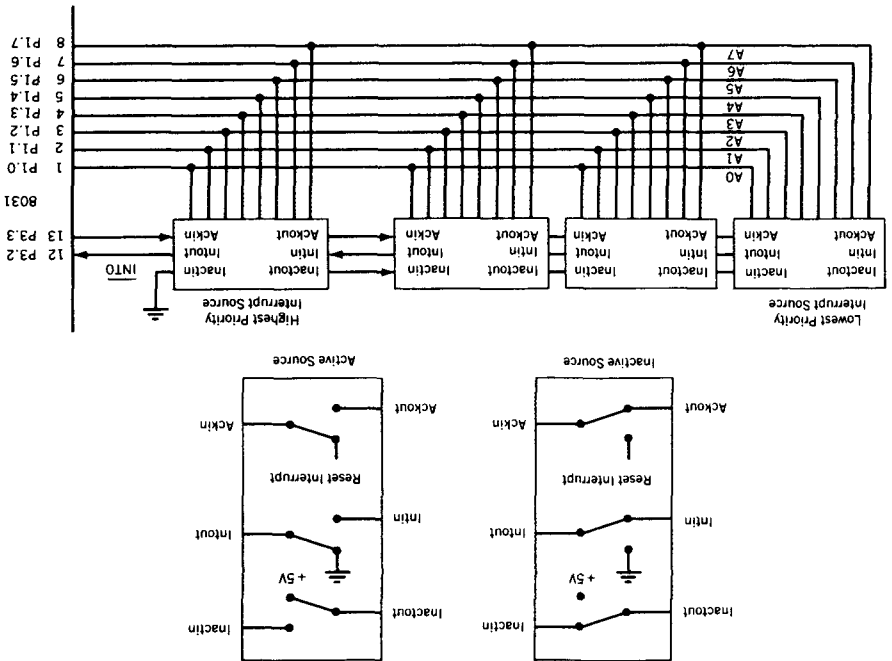 Inactout Inactin Inactout Inactin
+5V +5V
Intin Intout Intin Intout
Reset Interrupt Reset Interrupt
Ackout Ackin Ackout Ackin
Inactive Source Active Source
Lowest Priority
Interrupt Source
Highest Priority
Interrupt Source
Inactout Inactin Inactout Inactin Inactout Inactin Inactout Inactin
INT0
Intin Intout Intin Intout Intin Intout Intin Intout 12 P3.2
Ackout Ackin Ackout Ackin Ackout Ackin Ackout Ackin 13 P3.3
8031
A0 1 P1.0
A1 2 P1.1
A2 3 P1.2
A3 4 P1.3
A4 5 P1.4
A5 6 P1.5
A6 7 P1.6
A7 8 P1.7